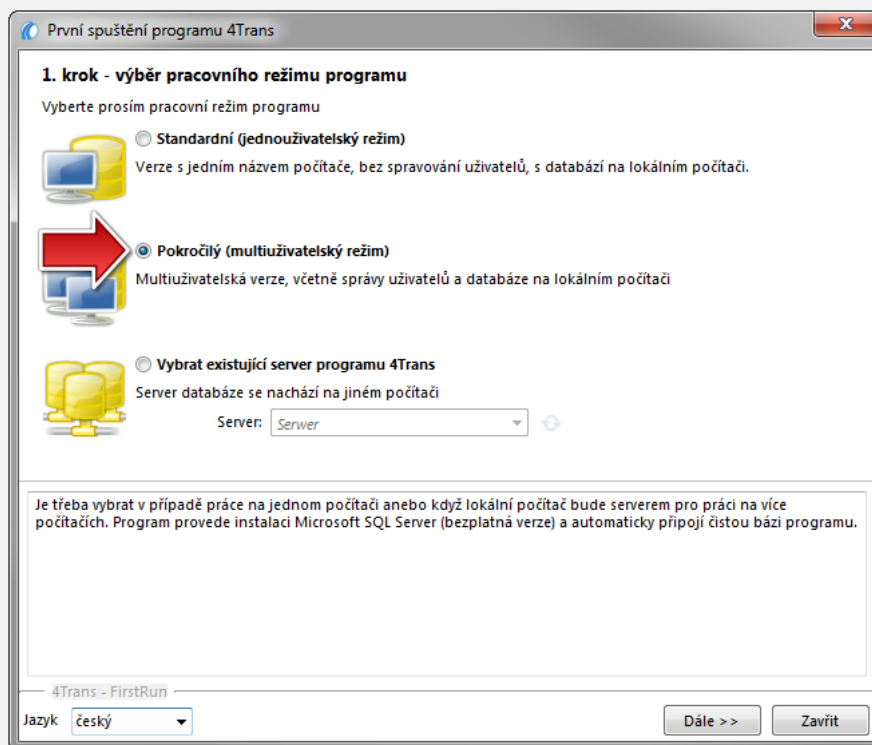 První spuštění programu 4Trans
1. krok - výběr pracovního režimu programu
Vyberte prosím pracovní režim programu
Standardní (jednouživatelský režim)
Verze s jedním názvem počítače, bez spravování uživatelů, s databází na lokálním počítači.
Pokročilý (multiuživatelský režim)
Multiuživatelská verze, včetně správy uživatelů a databáze na lokálním počítači
Vybrat existující server programu 4Trans
Server databáze se nachází na jiném počítači
Server: Serwer
Je třeba vybrat v případě práce na jednom počítači anebo když lokální počítač bude serverem pro práci na více
počítačích. Program provede instalaci Microsoft SQL Server (bezplatná verze) a automaticky připojí čistou bázi programu.
4Trans - FirstRun
Jazyk český Dále >> Zavřít